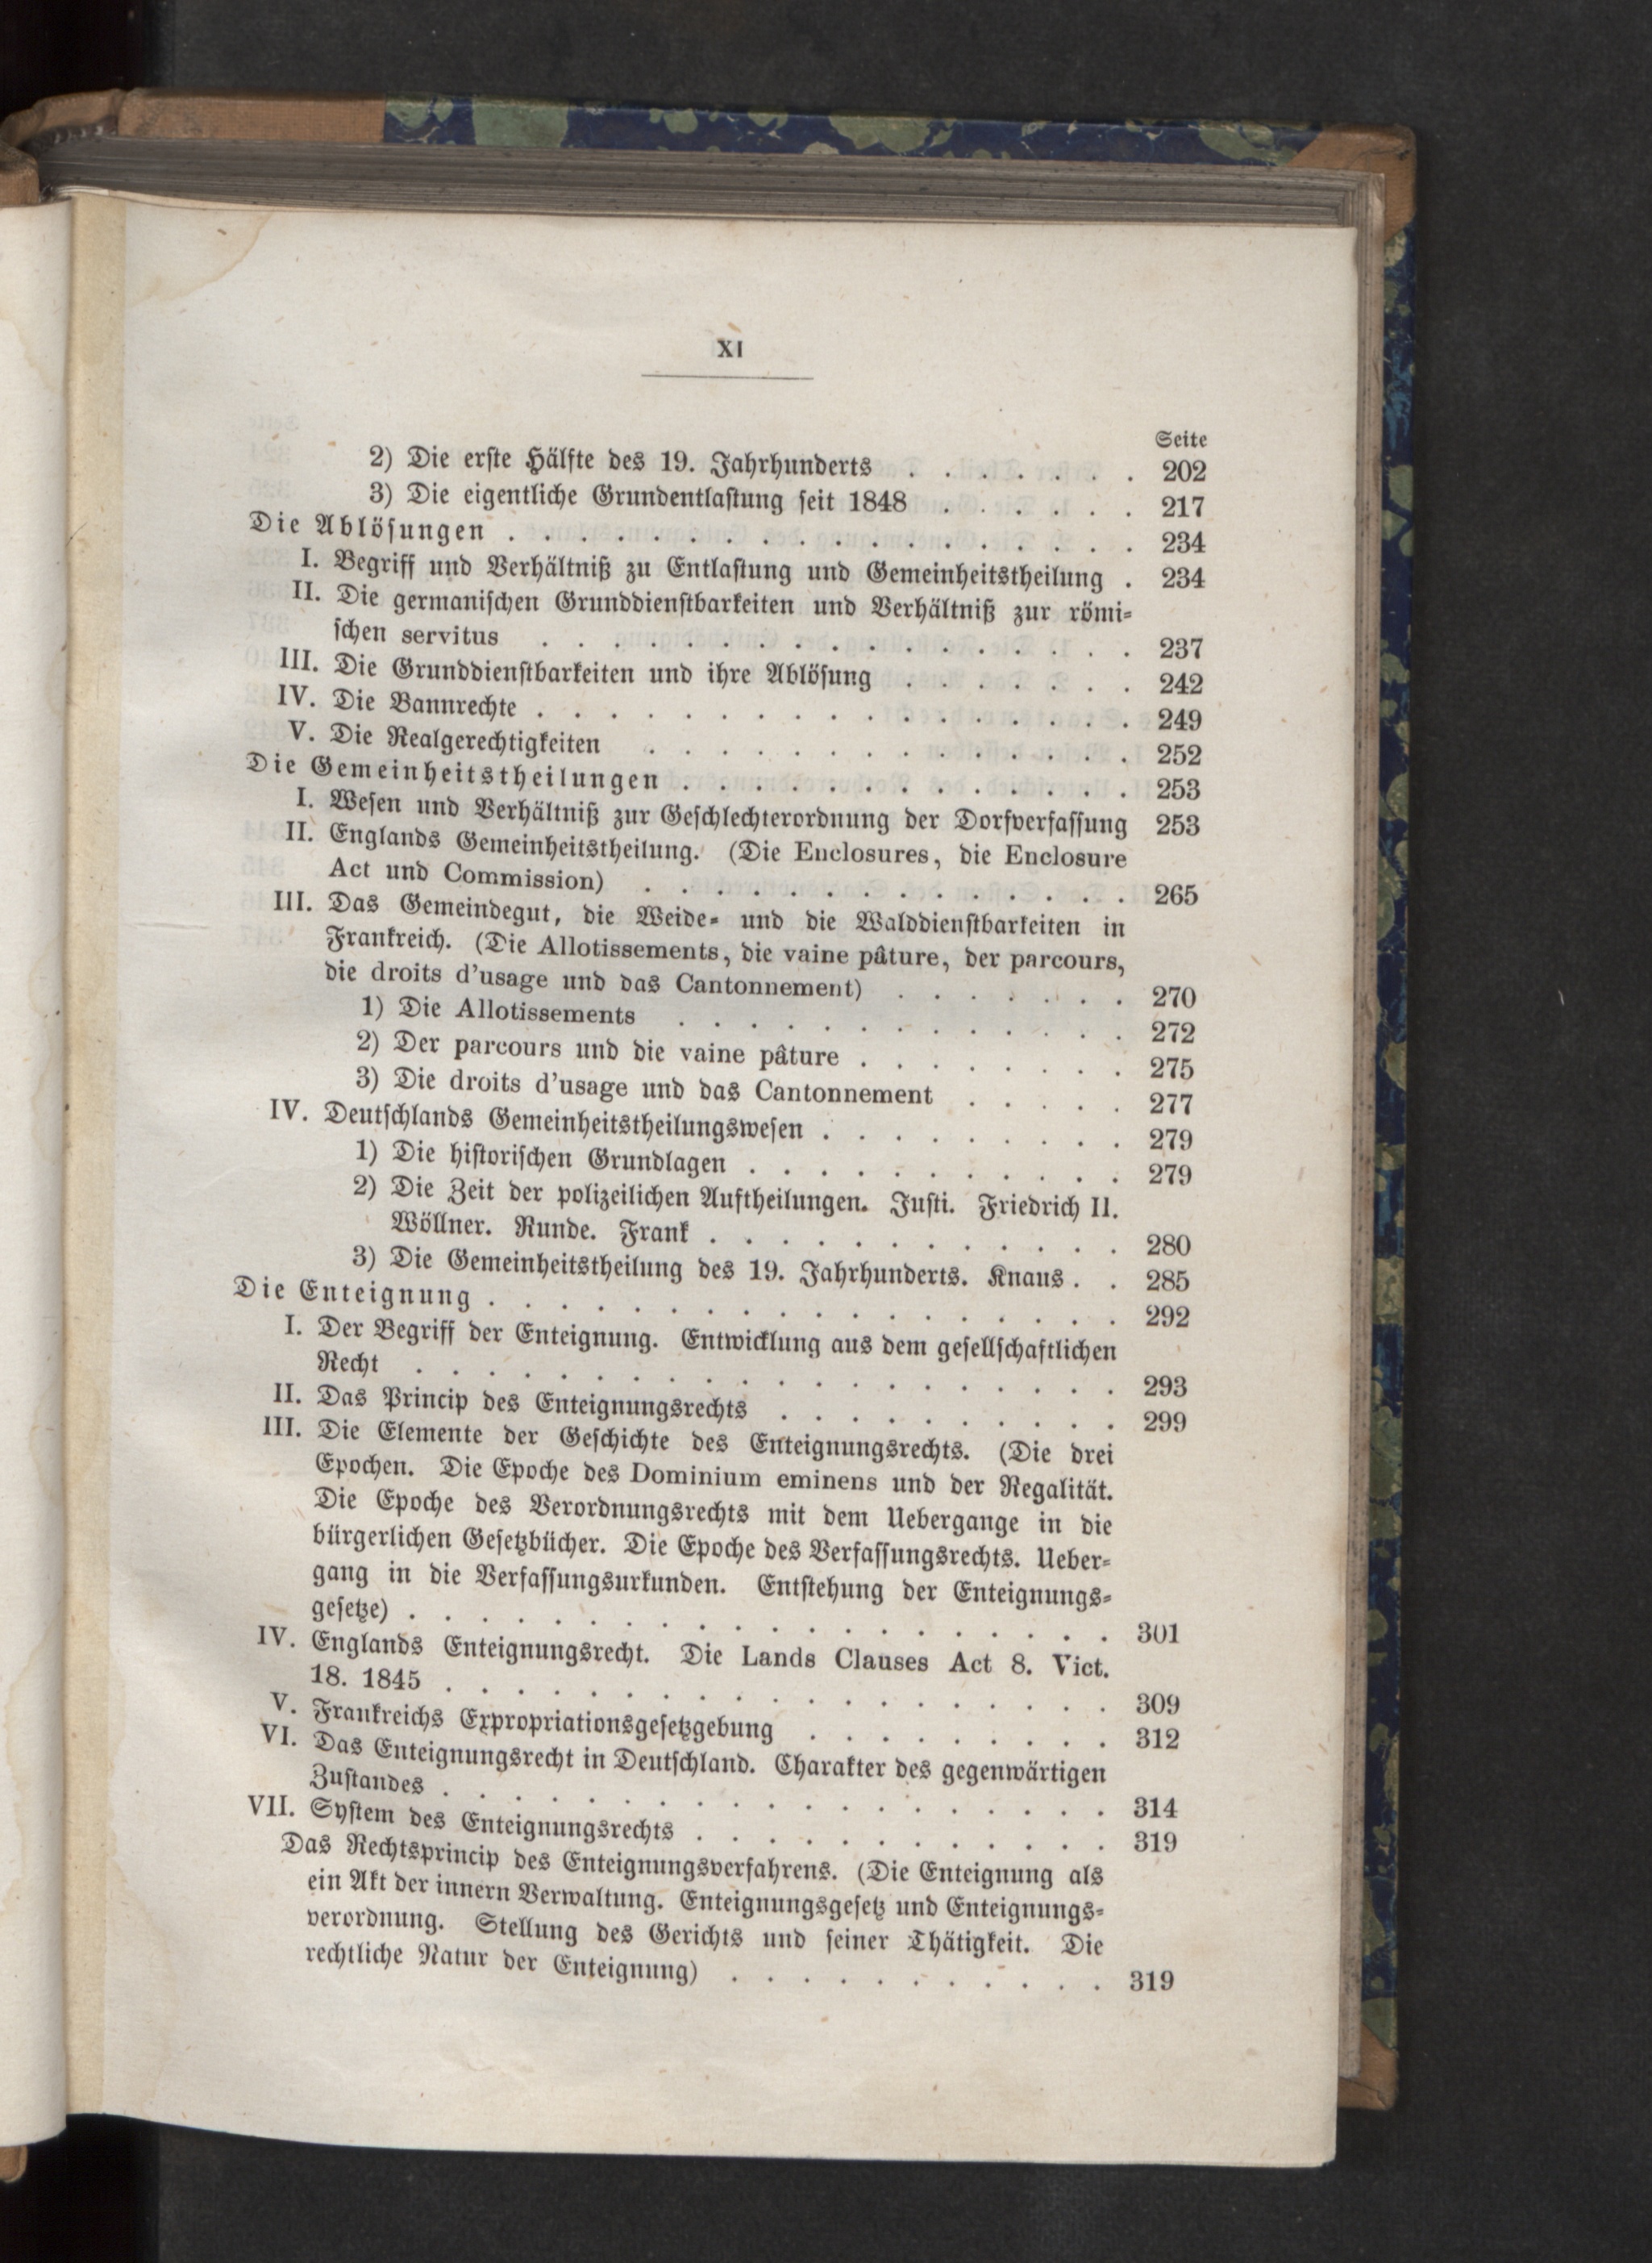 XI
Seite
2) Die erste Hälfte des 19. Jahrhunderts . . . . . . . 202
3) Die eigentliche Grundentlastung seit 1848 . . . . . . 217
Die Ablösungen . . . . . . . . . . . . . . . . . . 234
I. Begriff und Verhältniß zu Entlastung und Gemeinheitstheilung . 234
II. Die germanischen Grunddienstbarkeiten und Verhältniß zur römi-
schen servitus . . . . . . . . . . . . . . . . . 237
III. Die Grunddienstbarkeiten und ihre Ablösung . . . . . . . 242
IV. Die Bannrechte . . . . . . . . . . . . . . . . . 249
V. Die Realgerechtigkeiten . . . . . . . . . . . . . . 252
Die Gemeinheitstheilungen . . . . . . . . . . . . . 253
I. Wesen und Verhältniß zur Geschlechterordnung der Dorfverfassung 253
II. Englands Gemeinheitstheilung. (Die Enclosures, die Enclosure
Act und Commission) . . . . . . . . . . . . . . 265
III. Das Gemeindegut, die Weide- und die Walddienstbarkeiten in
Frankreich. (Die Allotissements, die vaine pâture, der parcours,
die droits d'usage und das Cantonnement) . . . . . . . 270
1) Die Allotissements . . . . . . . . . . . . . 272
2) Der parcours und die vaine pâture . . . . . . . . 275
3) Die droits d'usage und das Cantonnement . . . . . 277
IV. Deutschlands Gemeinheitstheilungswesen . . . . . . . . . 279
1) Die historischen Grundlagen . . . . . . . . . . . 279
2) Die Zeit der polizeilichen Auftheilungen. Justi. Friedrich II.
Wöllner. Runde. Frank . . . . . . . . . . . . 280
3) Die Gemeinheitstheilung des 19. Jahrhunderts. Knaus . . 285
Die Enteignung . . . . . . . . . . . . . . . . . . 292
I. Der Begriff der Enteignung. Entwicklung aus dem gesellschaftlichen
Recht . . . . . . . . . . . . . . . . . . . . 293
II. Das Princip des Enteignungsrechts . . . . . . . . . . 299
III. Die Elemente der Geschichte des Enteignungsrechts. (Die drei
Epochen. Die Epoche des Dominium eminens und der Regalität.
Die Epoche des Verordnungsrechts mit dem Uebergange in die
bürgerlichen Gesetzbücher. Die Epoche des Verfassungsrechts. Ueber-
gang in die Verfassungsurkunden. Entstehung der Enteignungs-
gesetze) . . . . . . . . . . . . . . . . . . . . 301
IV. Englands Enteignungsrecht. Die Lands Clauses Act 8. Vict.
18. 1845 . . . . . . . . . . . . . . . . . . . 309
V. Frankreichs Expropriationsgesetzgebung . . . . . . . . . 312
VI. Das Enteignungsrecht in Deutschland. Charakter des gegenwärtigen
Zustandes . . . . . . . . . . . . . . . . . . . 314
VII. System des Enteignungsrechts . . . . . . . . . . . . 319
Das Rechtsprincip des Enteignungsverfahrens. (Die Enteignung als
ein Akt der innern Verwaltung. Enteignungsgesetz und Enteignungs-
verordnung. Stellung des Gerichts und seiner Thätigkeit. Die
rechtliche Natur der Enteignung) . . . . . . . . . . . 319